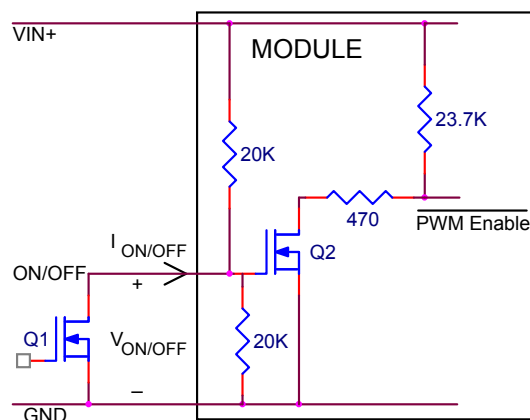 VIN+
MODULE
23.7K
20K
470
PWM Enable
I ON/OFF
Q2
ON/OFF
+
Q1
V ON/OFF
20K
–
GND